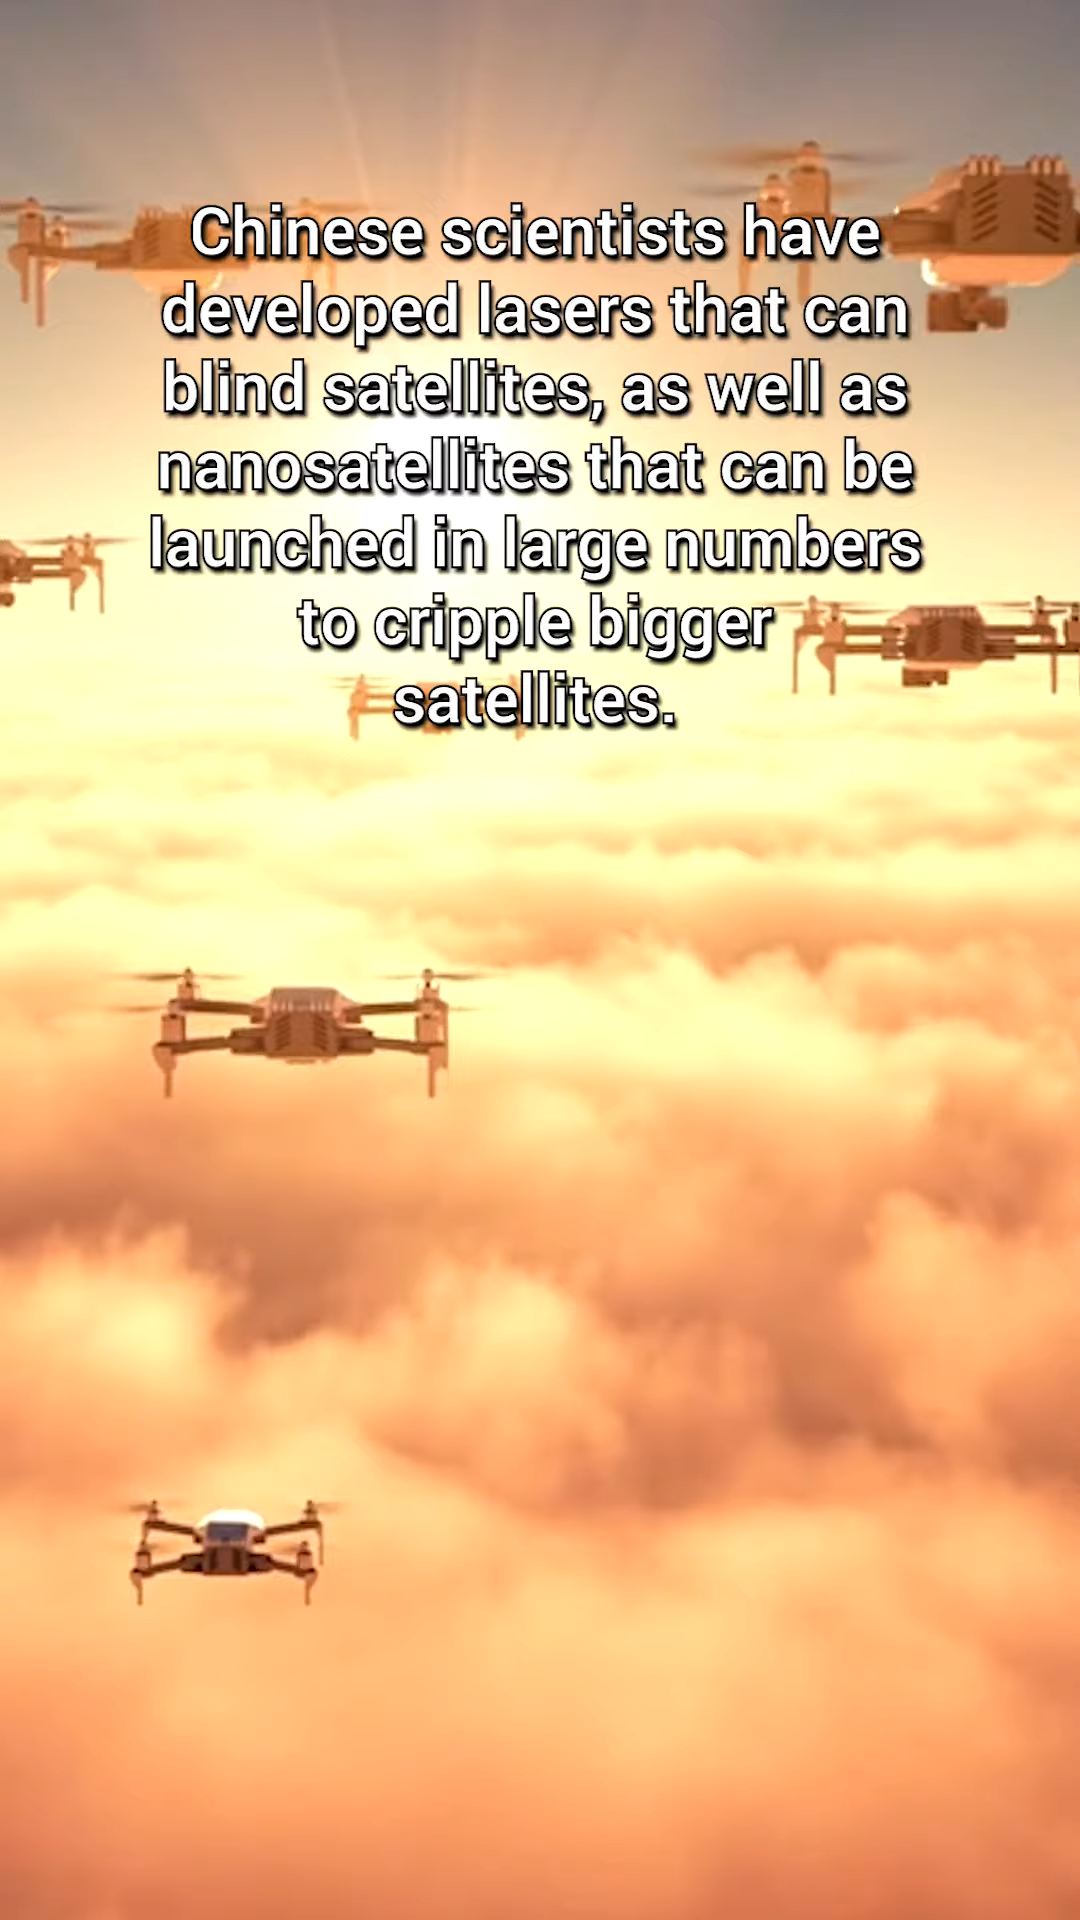 Chinese scientists have
developed lasers that can
blind satellites, as well as
nanosatellites that can be
launched in large numbers
to cripple bigger
satellites.